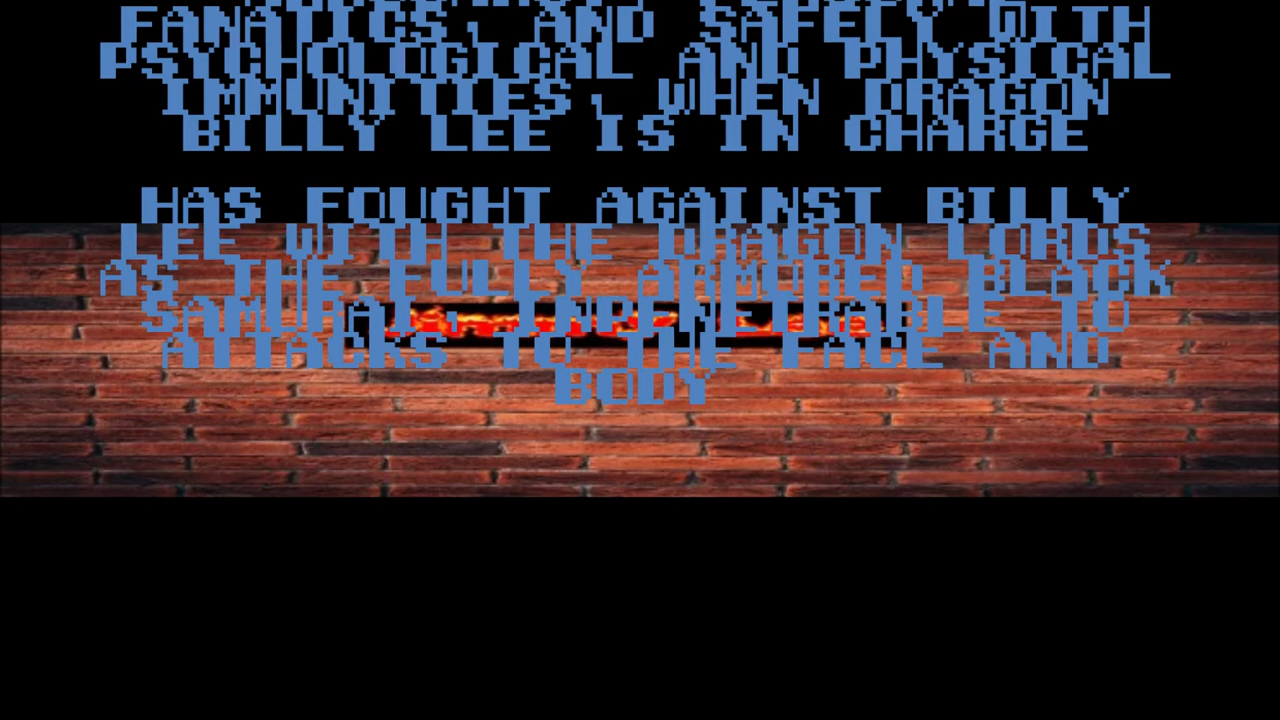 FANATICS, AND SAFELY WITH
PSYCHOLOGICAL AND PHYSICAL
IMMUNITIES, WHEN DRAGON
BILLY LEE IS IN CHARGE
HAS FOUGHT AGAINST BILLY
LEE WITH THE DRAGON LORDS
AS THE FULLY ARMORED BLACK
SAMURAI, INPENETRABLE TO
ATTACKS TO THE FACE AND
BODY